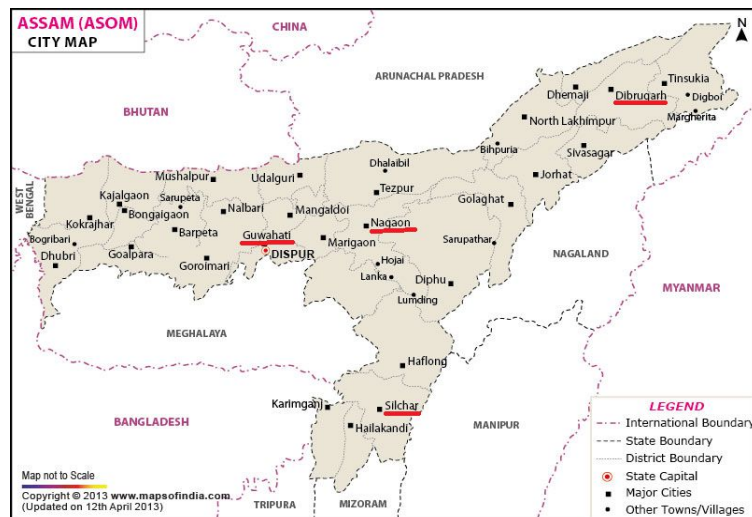 ASSAM (ASOM)
CITY MAP
CHINA
N
ARUNACHAL PRADESH
BHUTAN
Tinsukia
Dhemaji
Dibrugarh
Digboi
Margherita
North Lakhimpur
Bihpuria
Sivasagar
Dhalaibil
Mushalpur
Udalguri
Jorhat
WEST
BENGAL
Kajalgaon
Sarupeta
Tezpur
Golaghat
Bongaigaon
Nalbari
Mangaldoi
Kokrajhar
Nagaon
Barpeta
Guwahati
Marigaon
Bogribari
Sarupathar
Goalpara
DISPUR
Dhubri
Goroimari
Hojai
NAGALAND
Lanka
Diphu
MYANMAR
Lumding
MEGHALAYA
Haflong
Karimganj
Silchar
BANGLADESH
Hailakandi
MANIPUR
LEGEND
International Boundary
State Boundary
District Boundary
State Capital
Major Cities
Other Towns/Villages
Map not to Scale
Copyright © 2013 www.mapsofindia.com
(Updated on 12th April 2013)
TRIPURA
MIZORAM